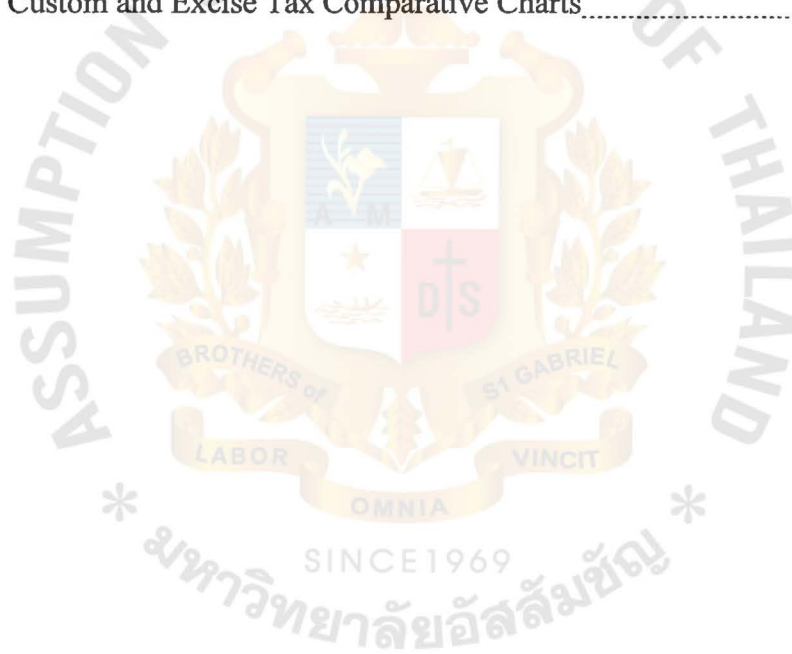 Custom and Excise Tax Comparative Charts
ASSUMPTION
OF THAILAND
A M
D S
BROTHERS of
ST GABRIEL
LABOR
VINCIT
OMNIA
* SINCE1969 *
มหาวิทยาลัยอัสสัมชัญ